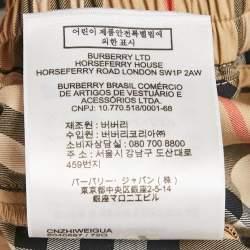 어린이 제품안전특별법에
의한 표시
BURBERRY LTD
HORSEFERRY HOUSE
HORSEFERRY ROAD LONDON SW1P 2AW
BURBERRY BRASIL COMÉRCIO
DE ARTIGOS DE VESTUÁRIO E
ACESSÓRIOS LTDA.
CNPJ: 10.770.518/0001-68
제조원 : 버버리
수입자 : 버버리코리아㈜
소비자상담 : 080 700 8800
주소 : 서울시 강남구 도산대로
459번지
バーバリー・ジャパン(株)
東京都中央区銀座2-5-14
銀座マロニエビル
CNZHIWEIGUA